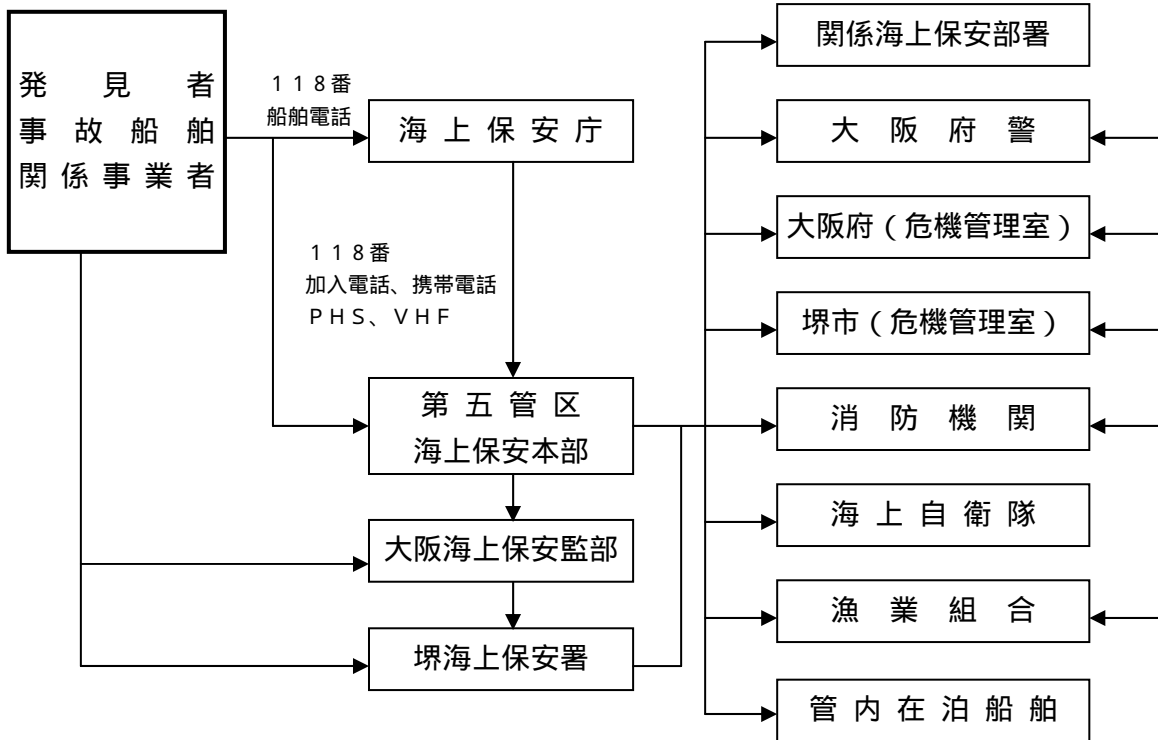 発見者
事故船舶
関係事業者
118番
船舶電話
海上保安庁
118番
加入電話、携帯電話
PHS、VHF
第五管区
海上保安本部
大阪海上保安監部
堺海上保安署
関係海上保安部署
大阪府警
大阪府(危機管理室)
堺市(危機管理室)
消防機関
海上自衛隊
漁業組合
管内在泊船舶